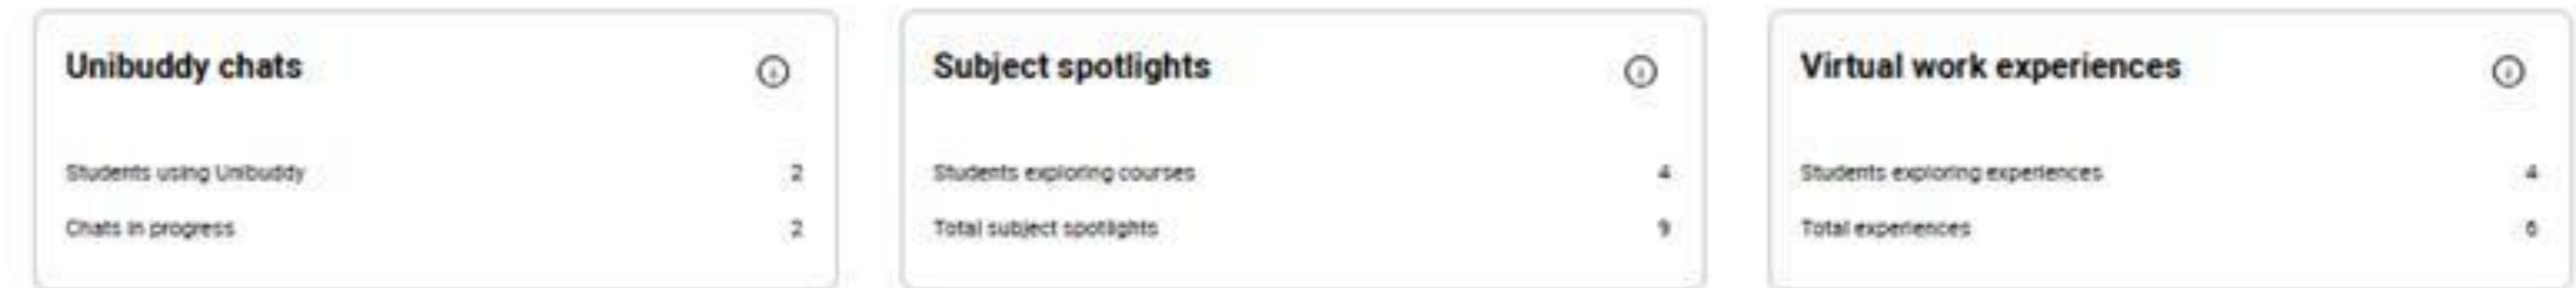 Unibuddy chats
Students using Unibuddy 2
Chats in progress 2
Subject spotlights
Students exploring courses 4
Total subject spotlights 9
Virtual work experiences
Students exploring experiences 4
Total experiences 6